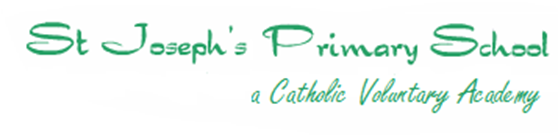 St Joseph's Primary School
a Catholic Voluntary Academy